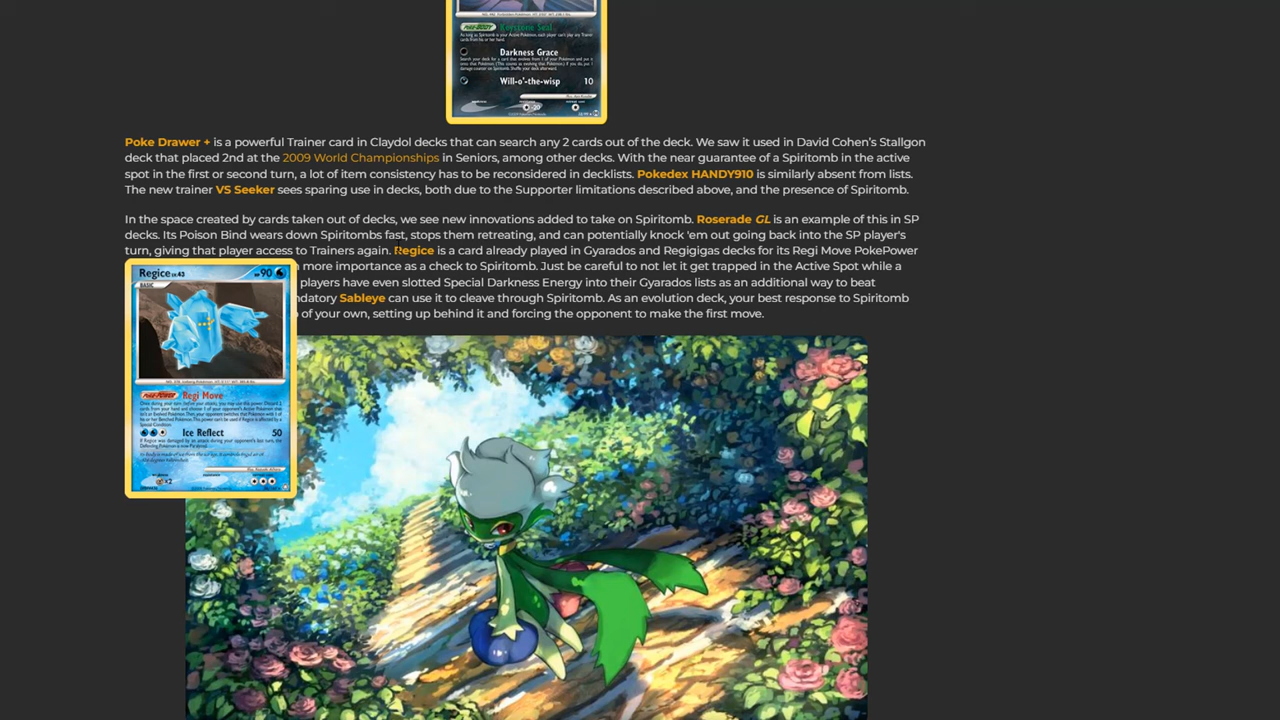 POKÉ-BODY Keystone Seal
Darkness Grace
Will-o'-the-wisp 10
Poke Drawer + is a powerful Trainer card in Claydol decks that can search any 2 cards out of the deck. We saw it used in David Cohen's Stallgon
deck that placed 2nd at the 2009 World Championships in Seniors, among other decks. With the near guarantee of a Spiritomb in the active
spot in the first or second turn, a lot of item consistency has to be reconsidered in decklists. Pokedex HANDY910 is similarly absent from lists.
The new trainer VS Seeker sees sparing use in decks, both due to the Supporter limitations described above, and the presence of Spiritomb.
In the space created by cards taken out of decks, we see new innovations added to take on Spiritomb. Roserade GL is an example of this in SP
decks. Its Poison Bind wears down Spiritombs fast, stops them retreating, and can potentially knock 'em out going back into the SP player's
turn, giving that player access to Trainers again. Regice is a card already played in Gyarados and Regigigas decks for its Regi Move PokePower
more importance as a check to Spiritomb. Just be careful to not let it get trapped in the Active Spot while a
players have even slotted Special Darkness Energy into their Gyarados lists as an additional way to beat
Sableye can use it to cleave through Spiritomb. As an evolution deck, your best response to Spiritomb
of your own, setting up behind it and forcing the opponent to make the first move.
Regice LV.43 HP 90
BASIC
POKÉ-POWER Regi Move
Ice Reflect 50
x2